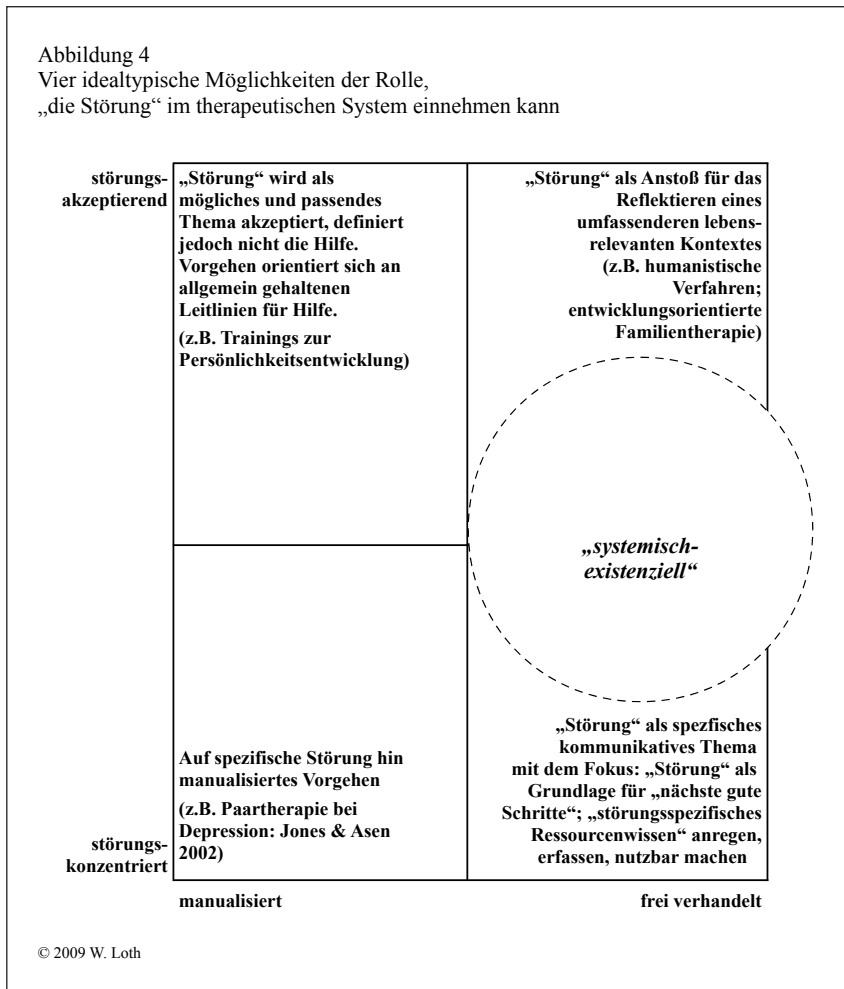 Abbildung 4
Vier idealtypische Möglichkeiten der Rolle,
„die Störung“ im therapeutischen System einnehmen kann
störungs-
akzeptierend
„Störung“ wird als
mögliches und passendes
Thema akzeptiert, definiert
jedoch nicht die Hilfe.
Vorgehen orientiert sich an
allgemein gehaltenen
Leitlinien für Hilfe.
(z.B. Trainings zur
Persönlichkeitsentwicklung)
„Störung“ als Anstoß für das
Reflektieren eines
umfassenderen lebens-
relevanten Kontextes
(z.B. humanistische
Verfahren;
entwicklungsorientierte
Familientherapie)
„systemisch-
existenziell“
Auf spezifische Störung hin
manualisiertes Vorgehen
(z.B. Paartherapie bei
Depression: Jones & Asen
2002)
„Störung“ als spezfisches
kommunikatives Thema
mit dem Fokus: „Störung“ als
Grundlage für „nächste gute
Schritte“; „störungsspezifisches
Ressourcenwissen“ anregen,
erfassen, nutzbar machen
störungs-
konzentriert
manualisiert
frei verhandelt
© 2009 W. Loth